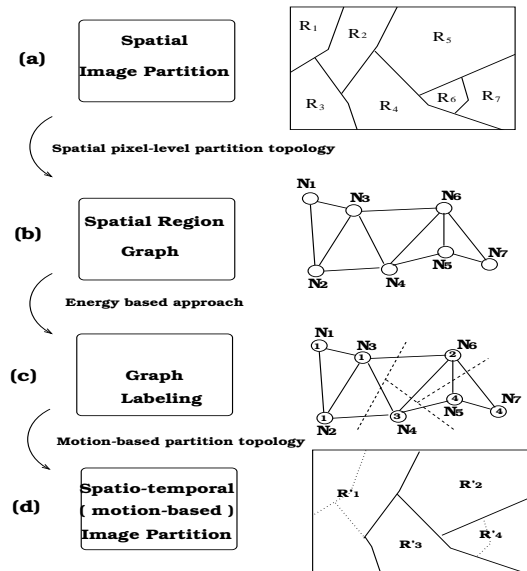 (a)
Spatial
Image Partition
R1 R2 R5
R3 R4 R6 R7
Spatial pixel-level partition topology
(b)
Spatial Region
Graph
N1 N3 N6
N2 N4 N5 N7
Energy based approach
(c)
Graph
Labeling
N1 N3 N6
1 1 2
1 3 4 4
N2 N4 N5 N7
Motion-based partition topology
(d)
Spatio-temporal
( motion-based )
Image Partition
R'1 R'2
R'3 R'4